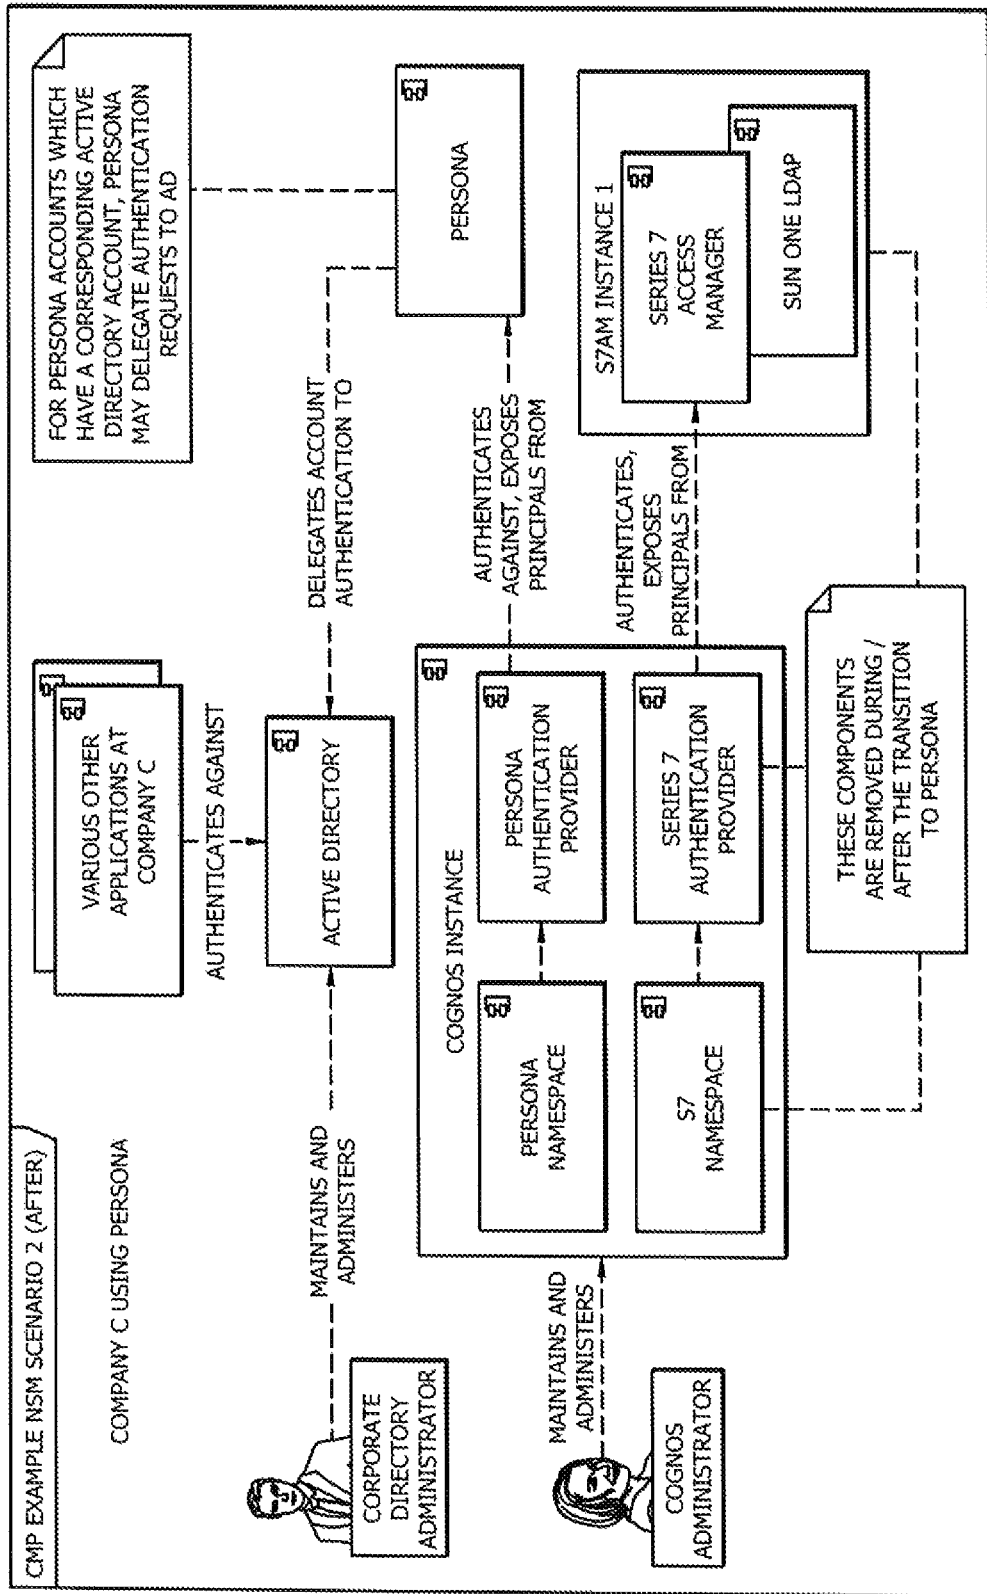 CMP EXAMPLE NSM SCENARIO 2 (AFTER)
COMPANY C USING PERSONA
VARIOUS OTHER
APPLICATIONS AT
COMPANY C
FOR PERSONA ACCOUNTS WHICH
HAVE A CORRESPONDING ACTIVE
DIRECTORY ACCOUNT, PERSONA
MAY DELEGATE AUTHENTICATION
REQUESTS TO AD
AUTHENTICATES AGAINST
CORPORATE
DIRECTORY
ADMINISTRATOR
MAINTAINS AND
ADMINISTERS
ACTIVE DIRECTORY
DELEGATES ACCOUNT
AUTHENTICATION TO
PERSONA
COGNOS INSTANCE
PERSONA
NAMESPACE
PERSONA
AUTHENTICATION
PROVIDER
AUTHENTICATES
AGAINST, EXPOSES
PRINCIPALS FROM
COGNOS
ADMINISTRATOR
MAINTAINS AND
ADMINISTERS
S7
NAMESPACE
SERIES 7
AUTHENTICATION
PROVIDER
AUTHENTICATES,
EXPOSES
PRINCIPALS FROM
S7AM INSTANCE 1
SERIES 7
ACCESS
MANAGER
SUN ONE LDAP
THESE COMPONENTS
ARE REMOVED DURING /
AFTER THE TRANSITION
TO PERSONA